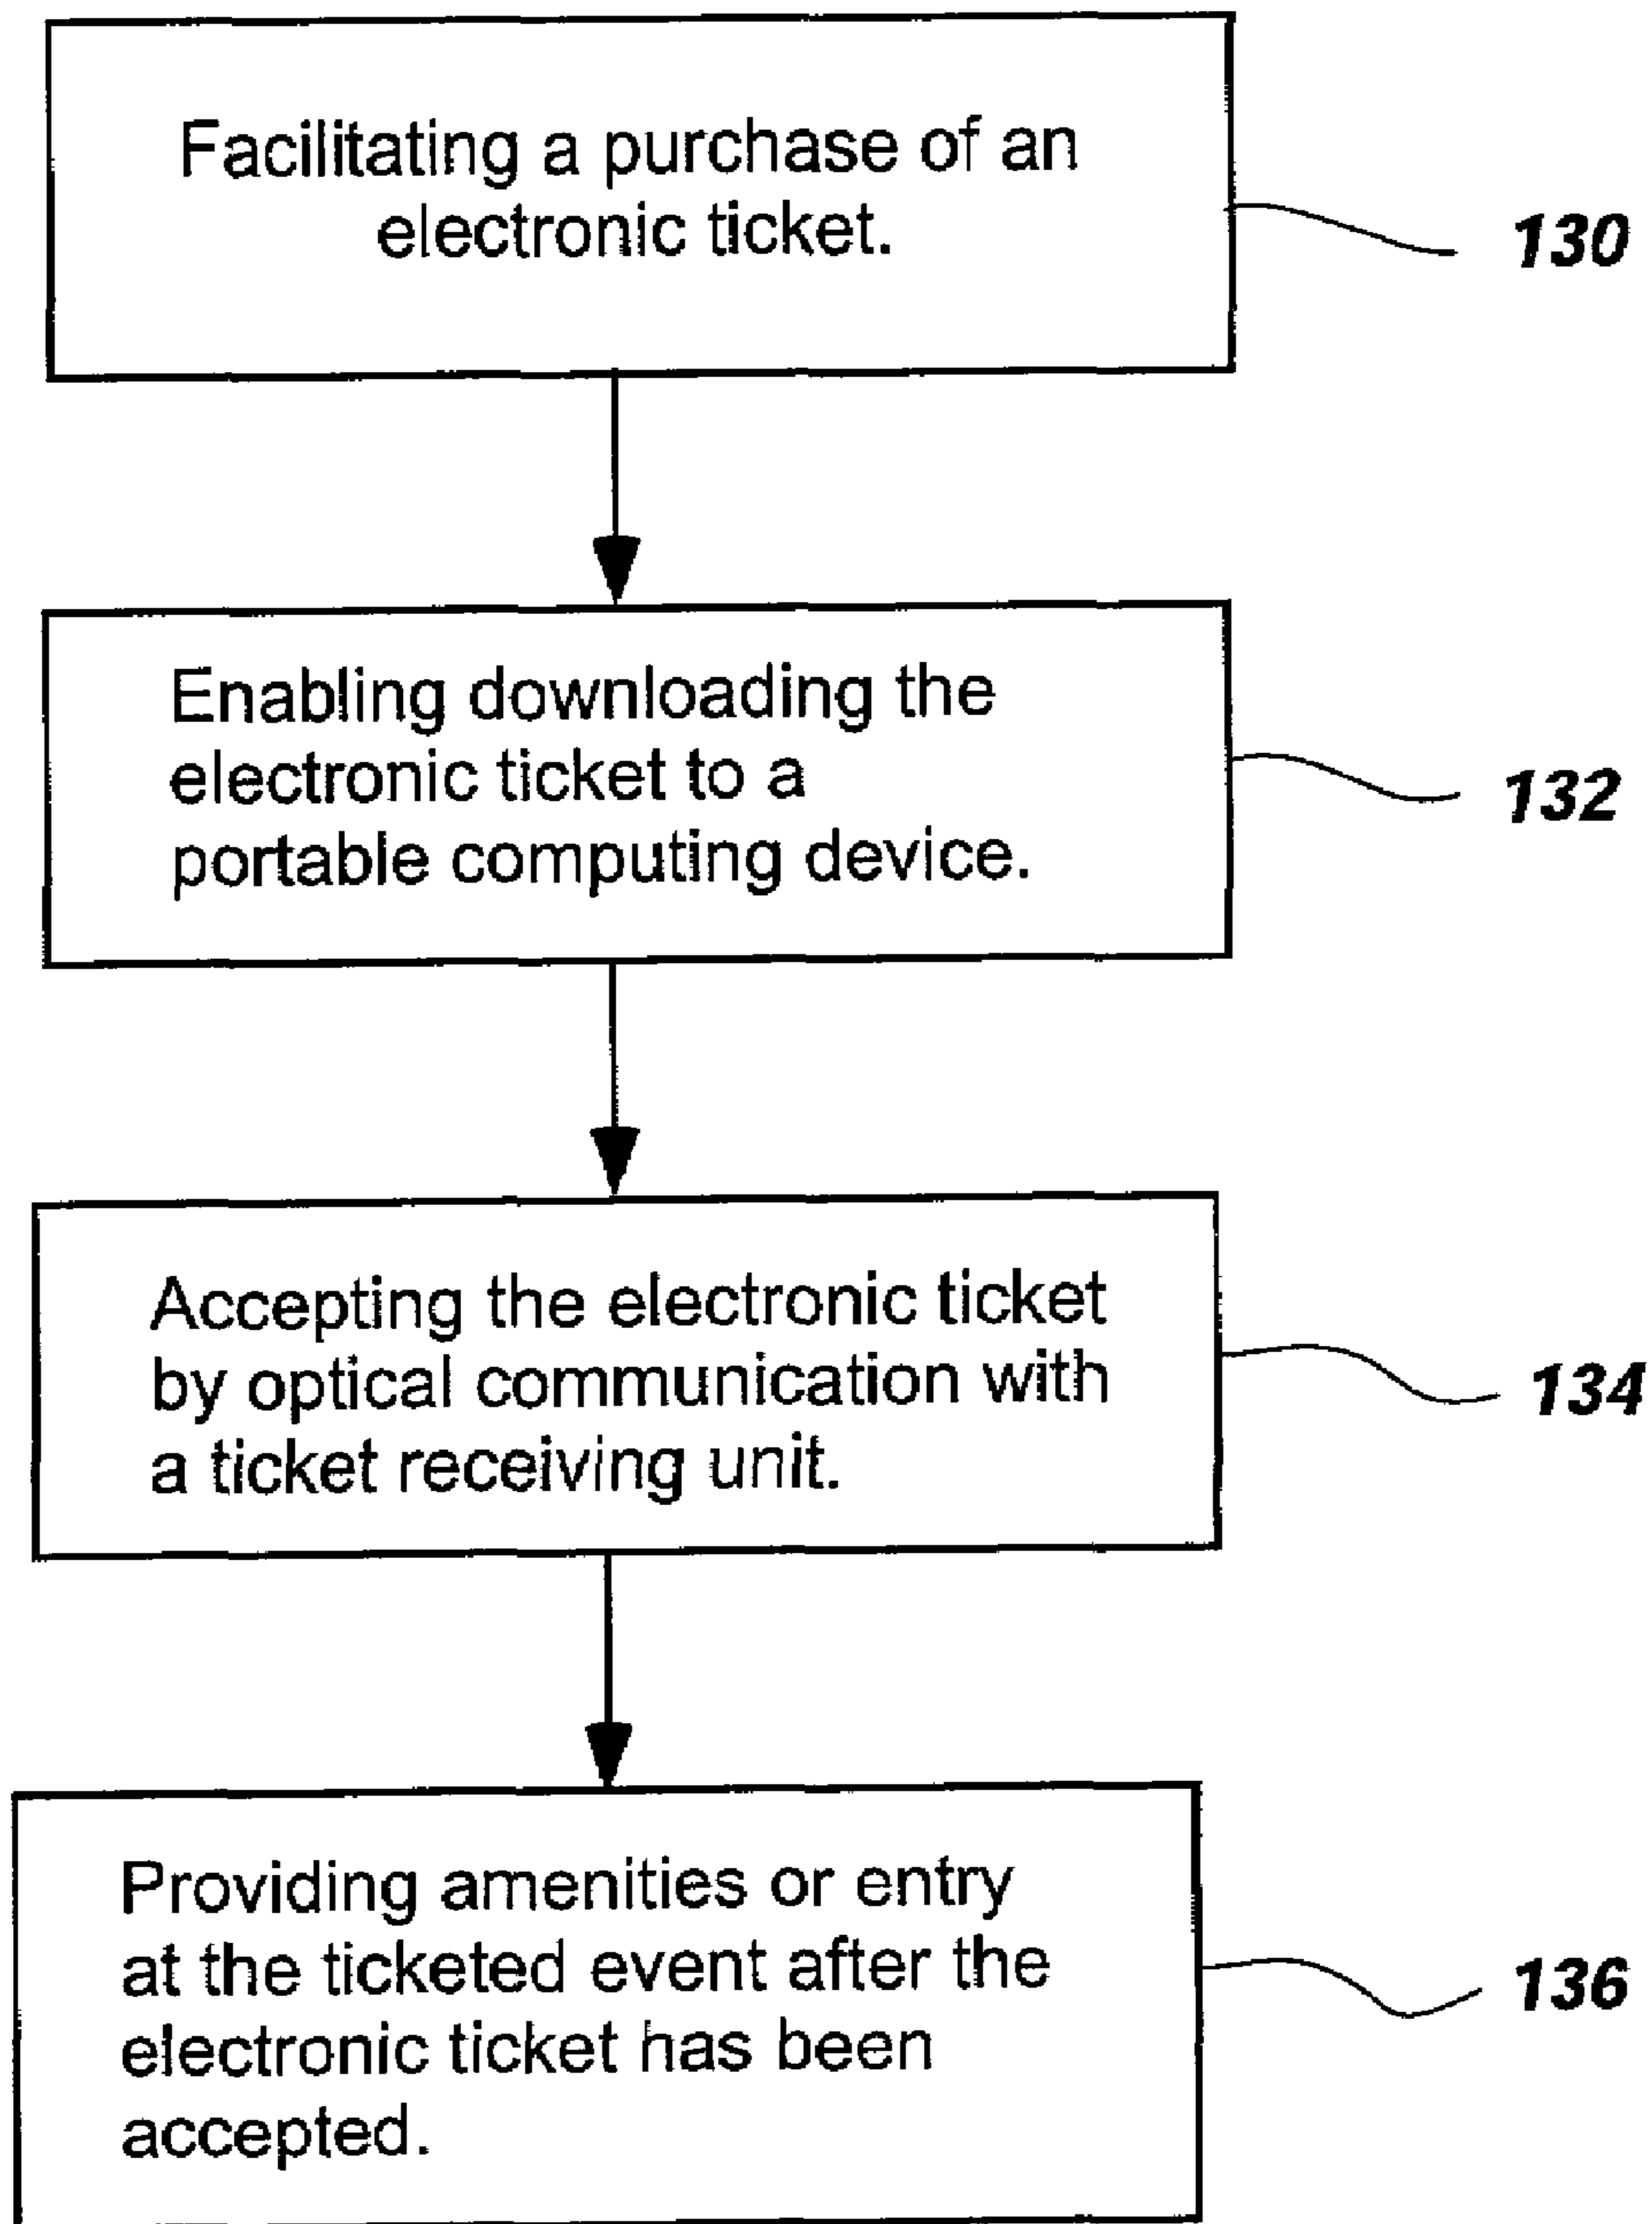 Facilitating a purchase of an
electronic ticket.
130
Enabling downloading the
electronic ticket to a
portable computing device.
132
Accepting the electronic ticket
by optical communication with
a ticket receiving unit.
134
Providing amenities or entry
at the ticketed event after the
electronic ticket has been
accepted.
136